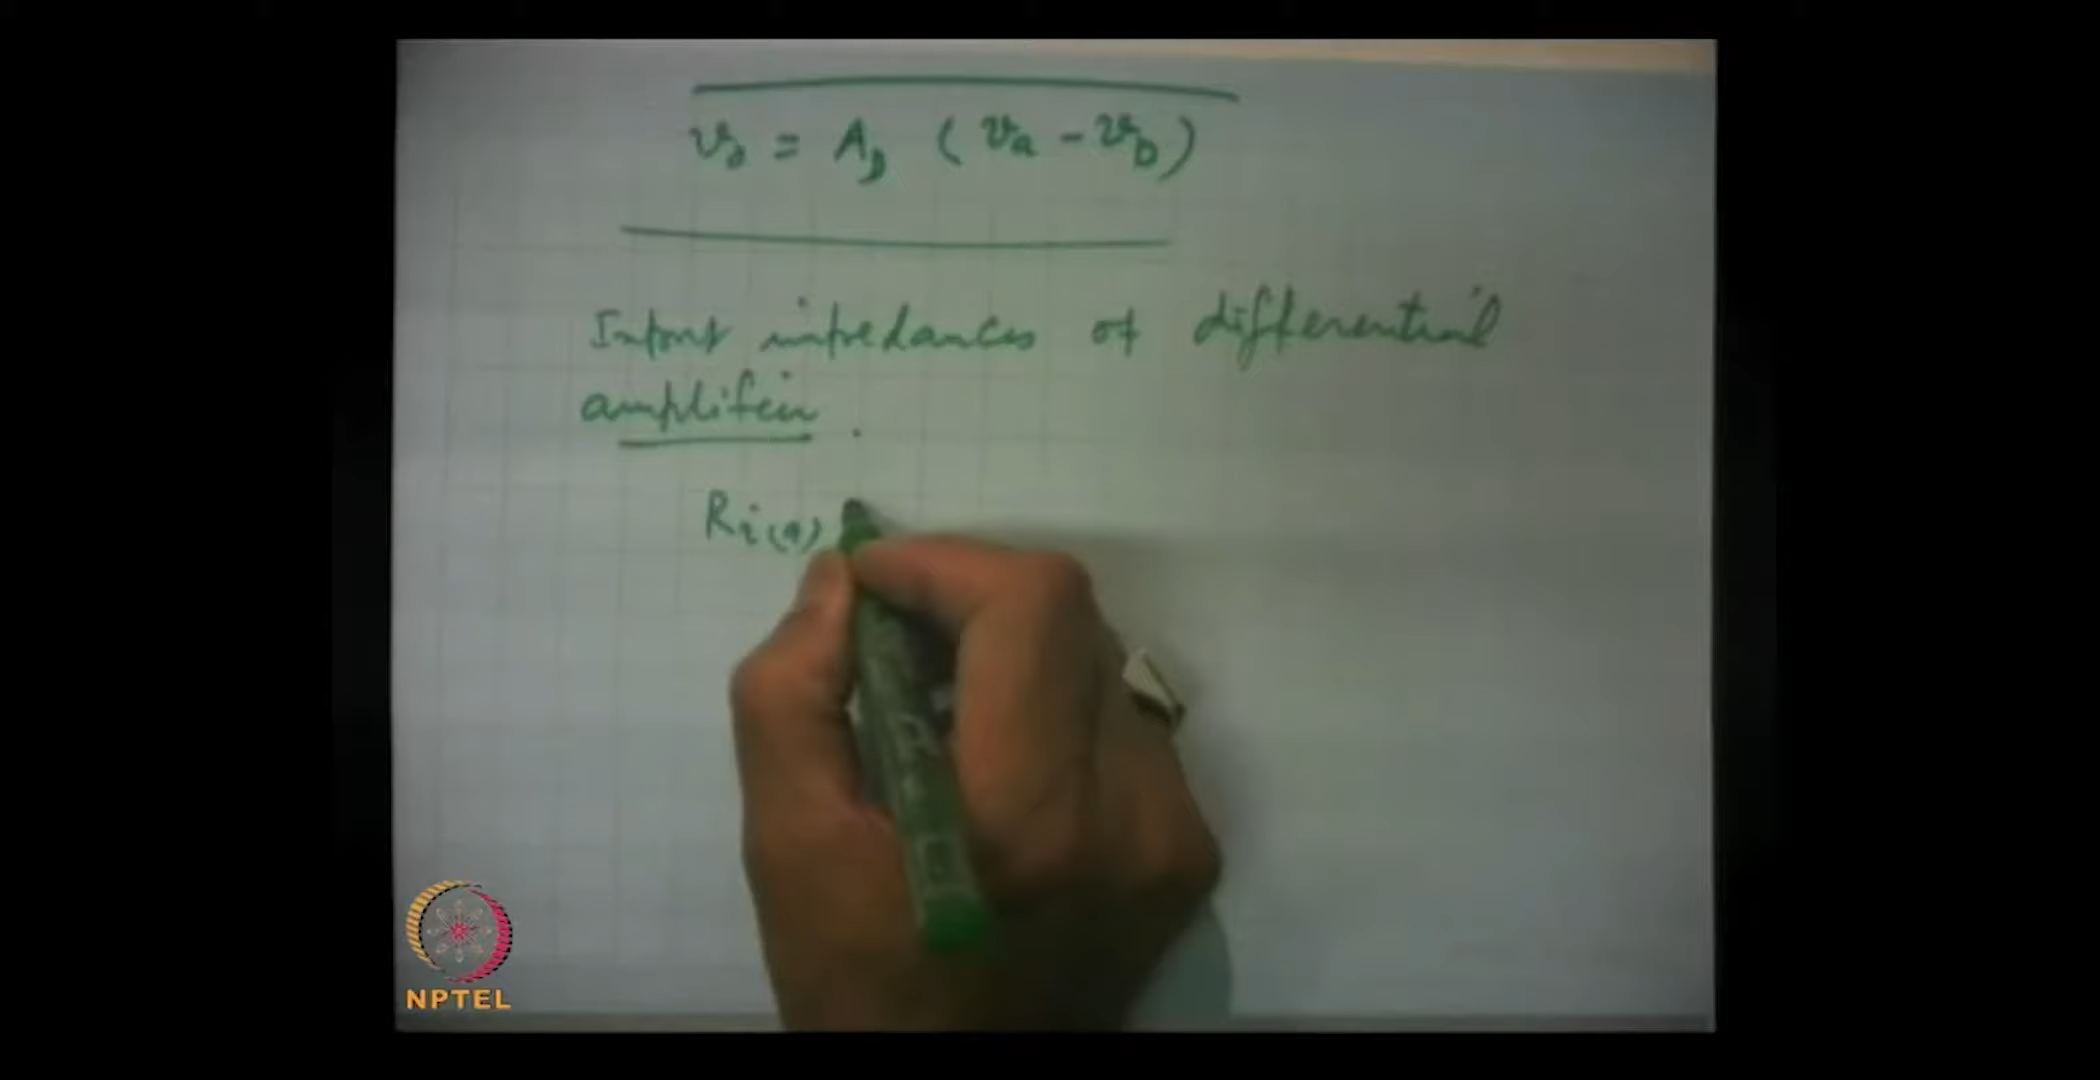 v₀ = A_D (v_a - v_b)
Input impedances of differential
amplifier.
R_i(a)
NPTEL